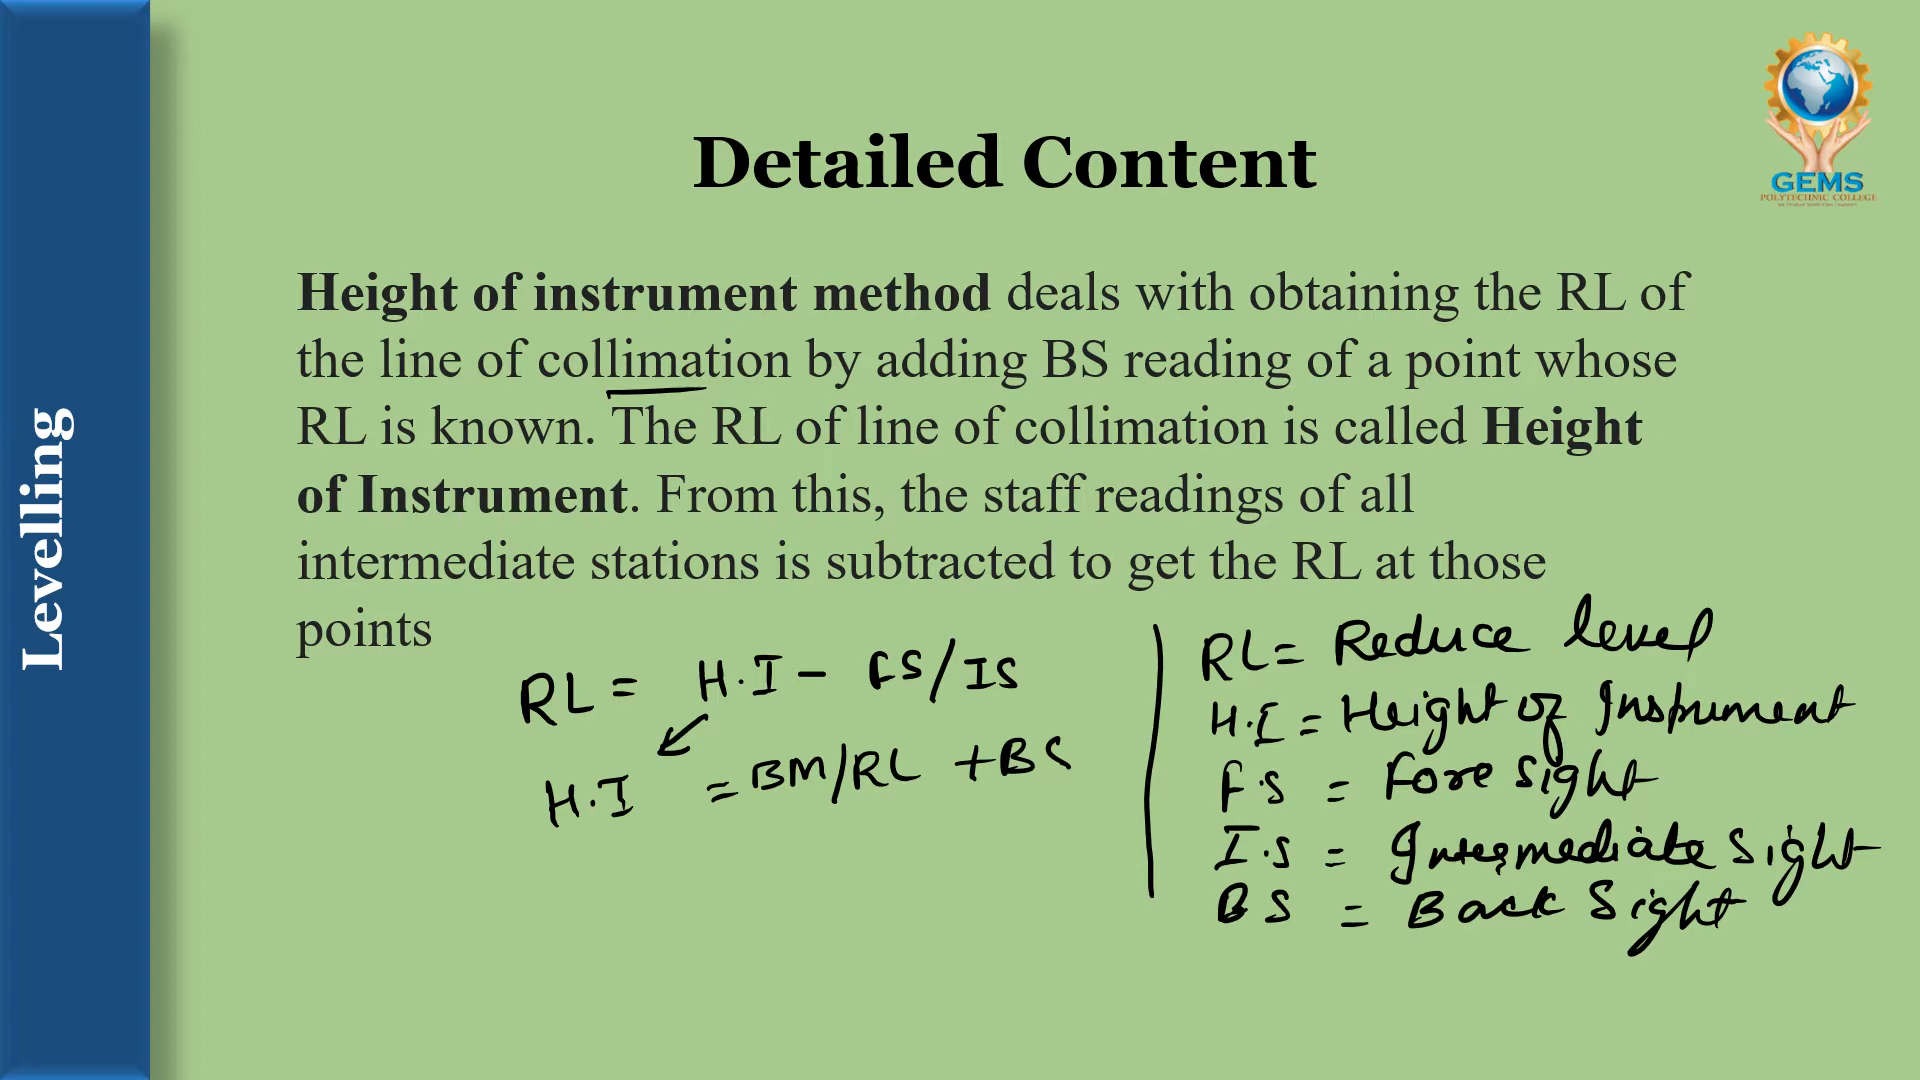 Detailed Content
GEMS
POLYTECHNIC COLLEGE
Levelling
Height of instrument method deals with obtaining the RL of
the line of collimation by adding BS reading of a point whose
RL is known. The RL of line of collimation is called Height
of Instrument. From this, the staff readings of all
intermediate stations is subtracted to get the RL at those
points
RL = H.I - FS/IS
H.I = BM/RL + BS
RL = Reduce level
H.I = Height of Instrument
F.S = Fore Sight
I.S = Intermediate Sight
BS = Back Sight